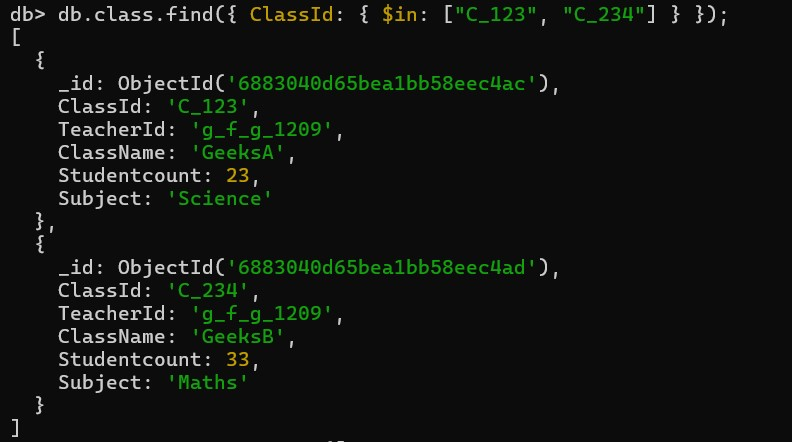 db> db.class.find({ ClassId: { $in: ["C_123", "C_234"] } });
[
  {
    _id: ObjectId('6883040d65bea1bb58eec4ac'),
    ClassId: 'C_123',
    TeacherId: 'g_f_g_1209',
    ClassName: 'GeeksA',
    Studentcount: 23,
    Subject: 'Science'
  },
  {
    _id: ObjectId('6883040d65bea1bb58eec4ad'),
    ClassId: 'C_234',
    TeacherId: 'g_f_g_1209',
    ClassName: 'GeeksB',
    Studentcount: 33,
    Subject: 'Maths'
  }
]